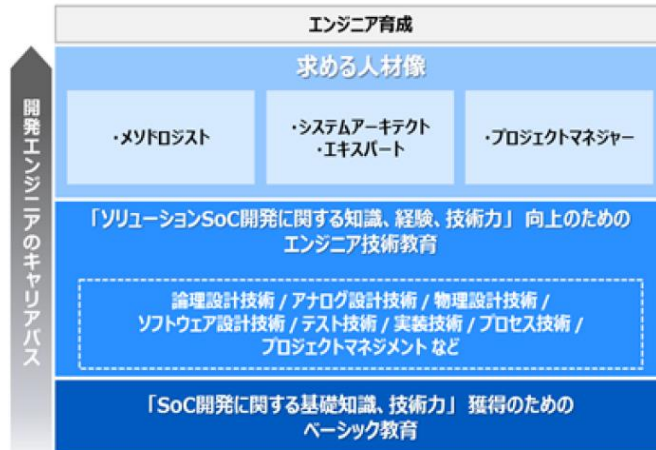 エンジニア育成
開発エンジニアのキャリアパス
求める人材像
・メソドロジスト
・システムアーキテクト
・エキスパート
・プロジェクトマネジャー
「ソリューションSoC開発に関する知識、経験、技術力」 向上のための
エンジニア技術教育
論理設計技術 / アナログ設計技術 / 物理設計技術 /
ソフトウェア設計技術 / テスト技術 / 実装技術 / プロセス技術 /
プロジェクトマネジメント など
「SoC開発に関する基礎知識、技術力」 獲得のための
ベーシック教育